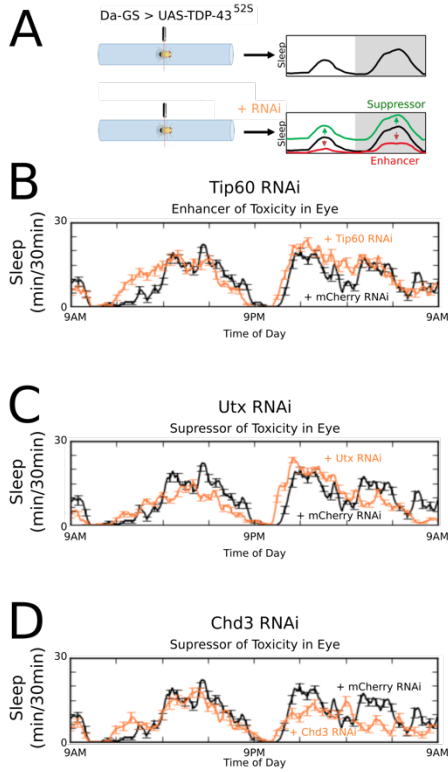 A
Da-GS > UAS-TDP-43 52S
Sleep
+ RNAi
Sleep
Suppressor
Enhancer
B
Tip60 RNAi
Enhancer of Toxicity in Eye
Sleep
(min/30min)
30
0
+ Tip60 RNAi
+ mCherry RNAi
9AM
9PM
9AM
Time of Day
C
Utx RNAi
Supressor of Toxicity in Eye
Sleep
(min/30min)
30
0
+ Utx RNAi
+ mCherry RNAi
9AM
9PM
9AM
Time of Day
D
Chd3 RNAi
Supressor of Toxicity in Eye
Sleep
(min/30min)
30
0
+ mCherry RNAi
+ Chd3 RNAi
9AM
9PM
9AM
Time of Day